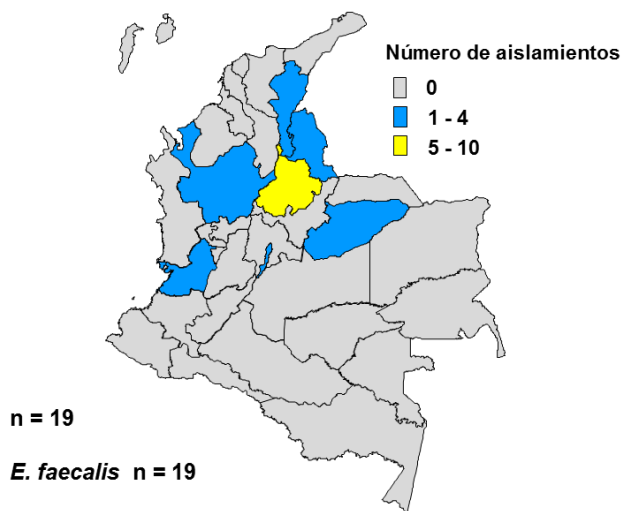 Número de aislamientos
0
1 - 4
5 - 10
n = 19
E. faecalis n = 19